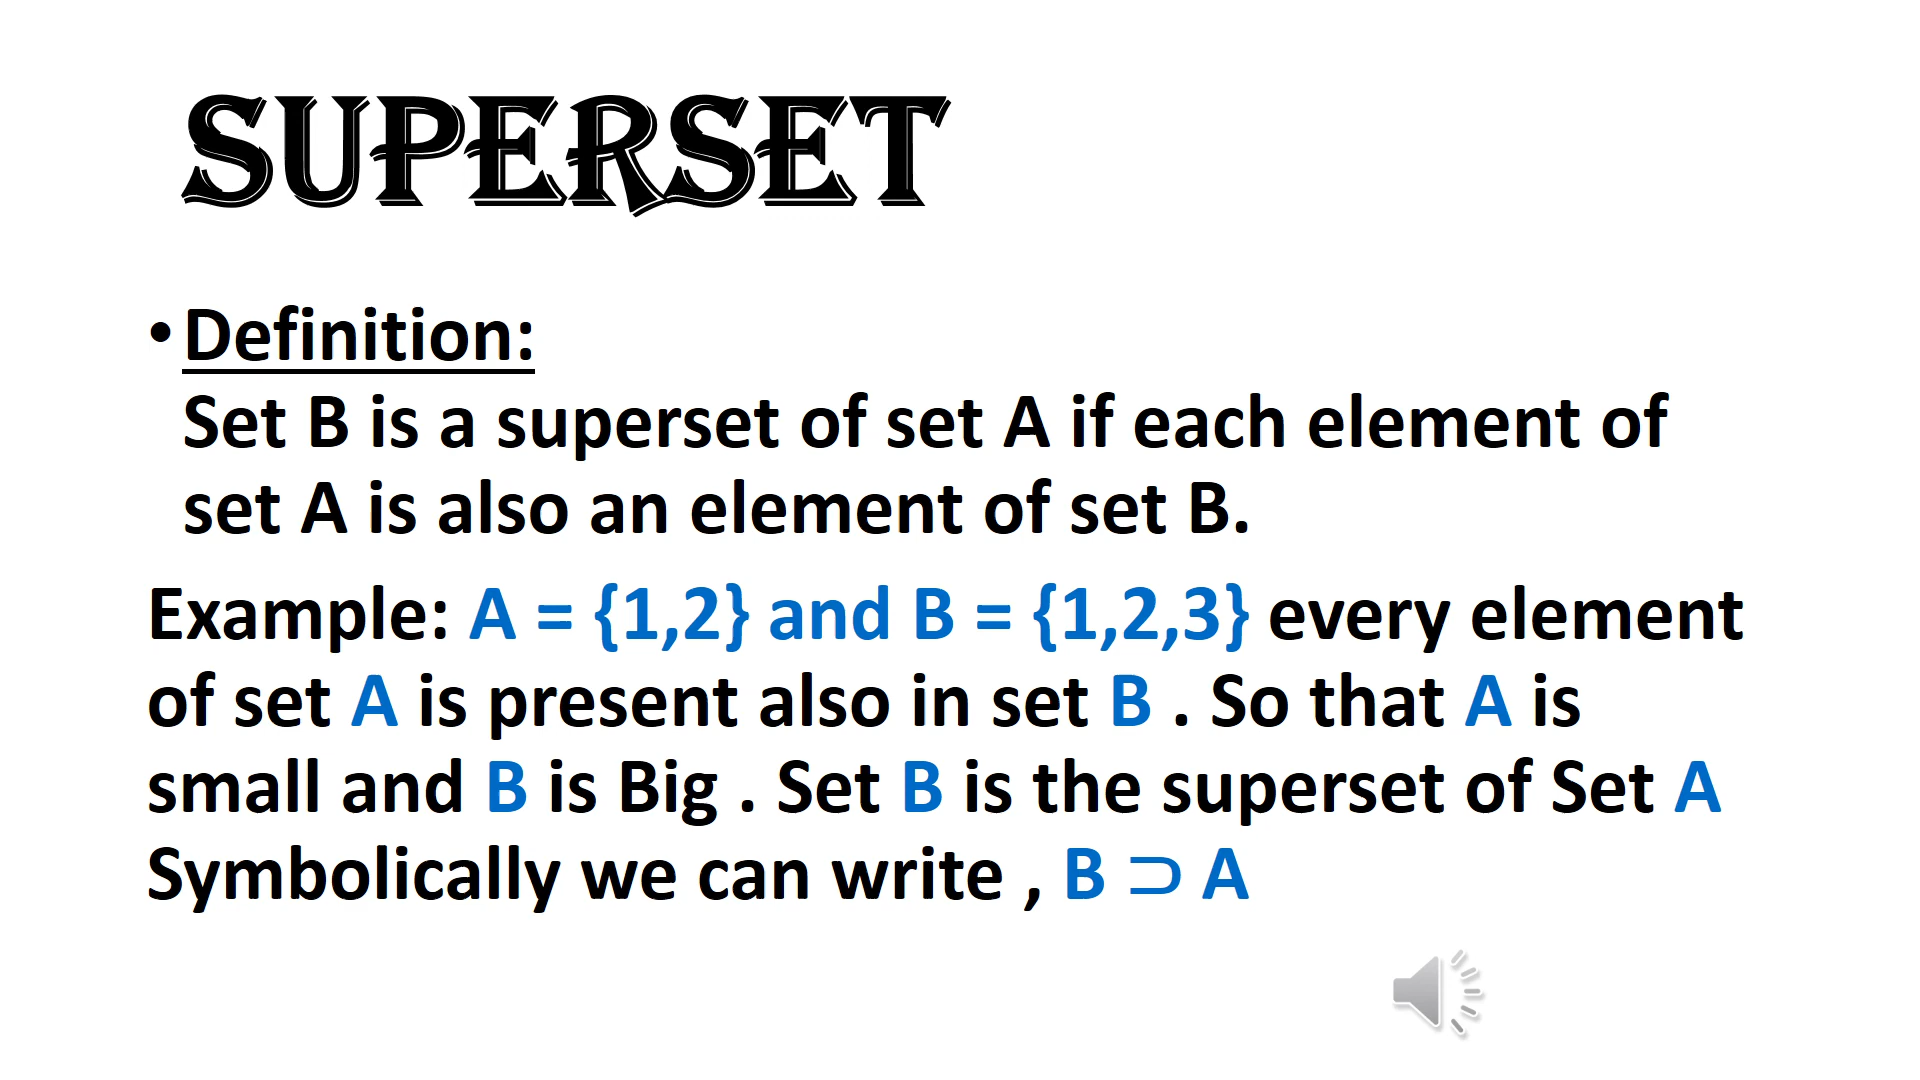 SUPERSET
• Definition:
Set B is a superset of set A if each element of
set A is also an element of set B.
Example: A = {1,2} and B = {1,2,3} every element
of set A is present also in set B . So that A is
small and B is Big . Set B is the superset of Set A
Symbolically we can write , B ⊃ A